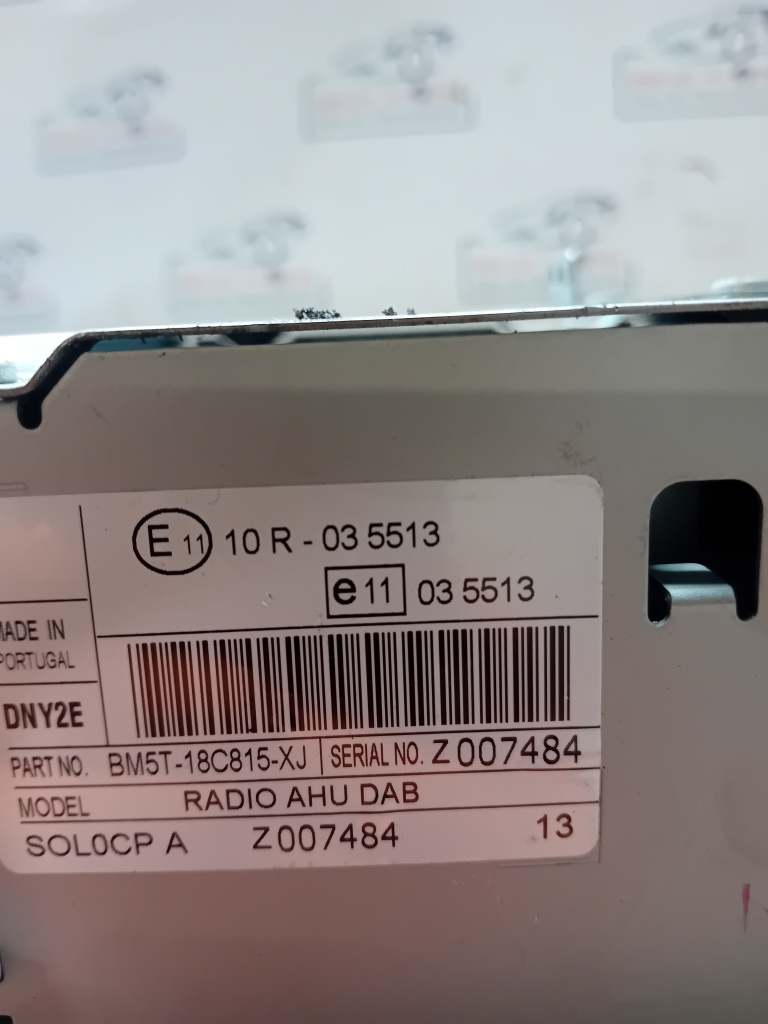 E 11 10 R - 03 5513
e 11 03 5513
MADE IN
PORTUGAL
DNY2E
PART NO. BM5T-18C815-XJ SERIAL NO. Z007484
MODEL RADIO AHU DAB
SOL0CP A Z007484 13